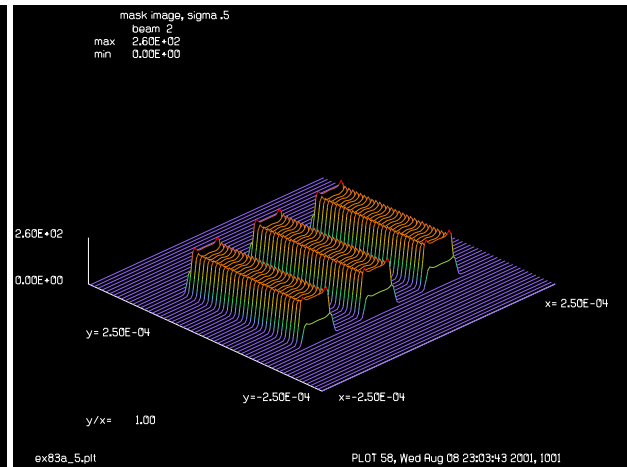 mask image, sigma .5
beam 2
max 2.60E+02
min 0.00E+00
2.60E+02
0.00E+00
x= 2.50E-04
y= 2.50E-04
y=-2.50E-04 x=-2.50E-04
y/x= 1.00
ex83a_5.plt PLOT 58, Wed Aug 08 23:03:43 2001, 1001